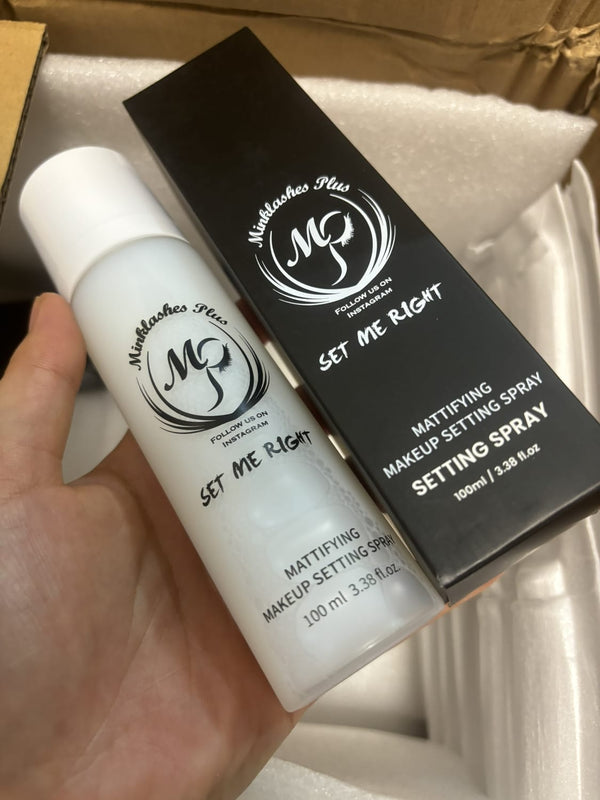 Minklashes Plus
MP
FOLLOW US ON
INSTAGRAM
SET ME RIGHT
MATTIFYING
MAKEUP SETTING SPRAY
100 ml 3.38 fl.oz.
Minklashes Plus
MP
FOLLOW US ON
INSTAGRAM
SET ME RIGHT
MATTIFYING
MAKEUP SETTING SPRAY
SETTING SPRAY
100ml / 3.38 fl.oz